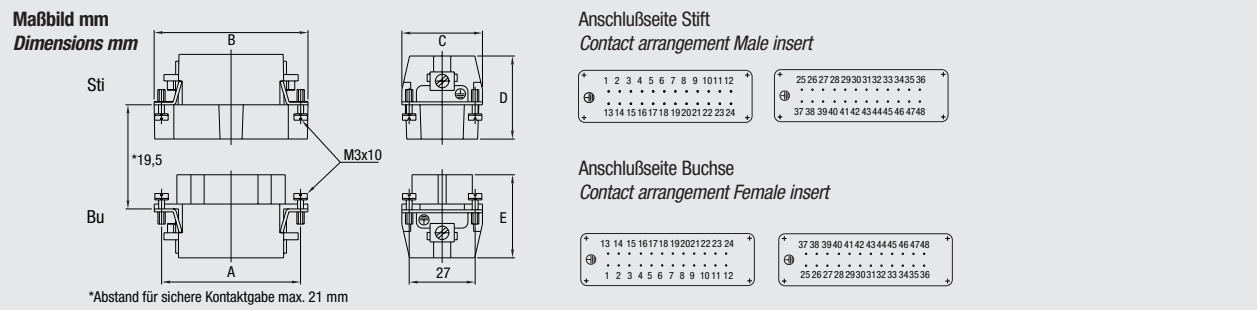 Maßbild mm
Dimensions mm
B
C
Sti
D
*19,5
M3x10
Bu
E
A
27
*Abstand für sichere Kontaktgabe max. 21 mm
Anschlußseite Stift
Contact arrangement Male insert
1 2 3 4 5 6 7 8 9 10 11 12
13 14 15 16 17 18 19 20 21 22 23 24
25 26 27 28 29 30 31 32 33 34 35 36
37 38 39 40 41 42 43 44 45 46 47 48
Anschlußseite Buchse
Contact arrangement Female insert
13 14 15 16 17 18 19 20 21 22 23 24
1 2 3 4 5 6 7 8 9 10 11 12
37 38 39 40 41 42 43 44 45 46 47 48
25 26 27 28 29 30 31 32 33 34 35 36